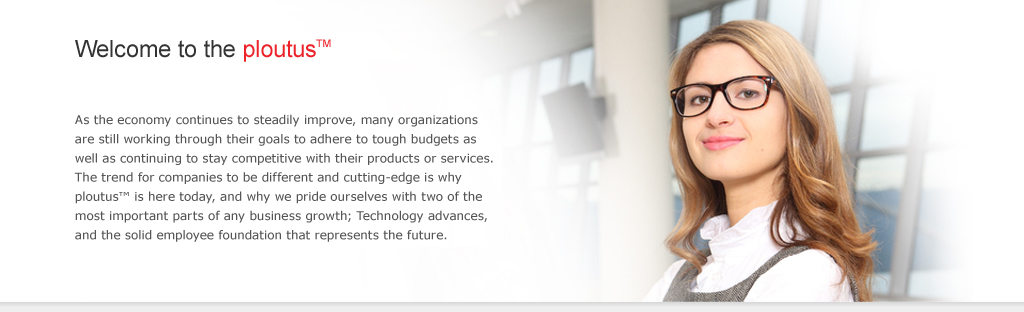 Welcome to the ploutus™
As the economy continues to steadily improve, many organizations
are still working through their goals to adhere to tough budgets as
well as continuing to stay competitive with their products or services.
The trend for companies to be different and cutting-edge is why
ploutus™ is here today, and why we pride ourselves with two of the
most important parts of any business growth; Technology advances,
and the solid employee foundation that represents the future.